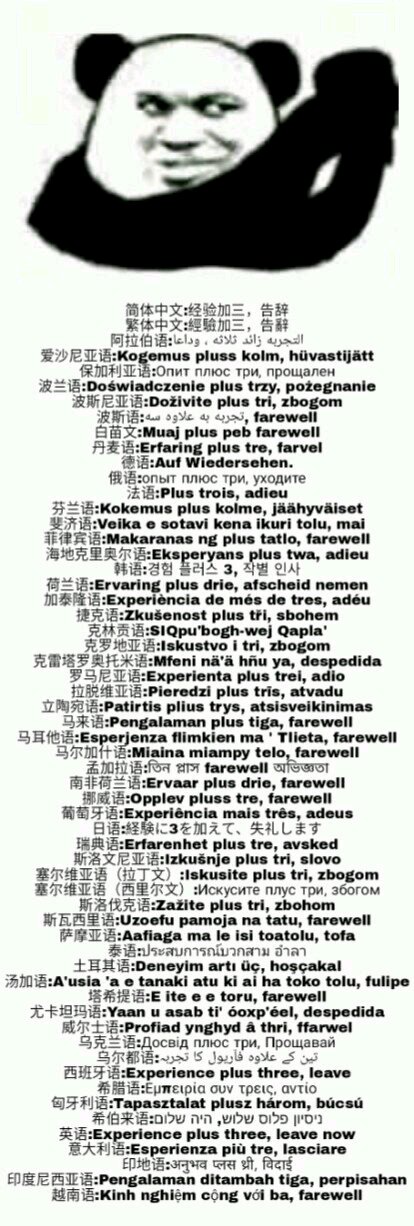 简体中文:经验加三，告辞
繁体中文:經驗加三，告辭
阿拉伯语:التجربه زائد ثلاثه ، وداعا
爱沙尼亚语:Kogemus pluss kolm, hüvastijätt
保加利亚语:Опит плюс три, прощален
波兰语:Doświadczenie plus trzy, pożegnanie
波斯尼亚语:Doživite plus tri, zbogom
波斯语:تجربه به علاوه سه, farewell
白苗文:Muaj plus peb farewell
丹麦语:Erfaring plus tre, farvel
德语:Auf Wiedersehen.
俄语:опыт плюс три, уходите
法语:Plus trois, adieu
芬兰语:Kokemus plus kolme, jäähyväiset
斐济语:Veika e sotavi kena ikuri tolu, mai
菲律宾语:Makaranas ng plus tatlo, farewell
海地克里奥尔语:Eksperyans plus twa, adieu
韩语:경험 플러스 3, 작별 인사
荷兰语:Ervaring plus drie, afscheid nemen
加泰隆语:Experiència de més de tres, adéu
捷克语:Zkušenost plus tři, sbohem
克林贡语:SIQpu'bogh-wej Qapla'
克罗地亚语:Iskustvo i tri, zbogom
克雷塔罗奥托米语:Mfeni nä'ä hñu ya, despedida
罗马尼亚语:Experienta plus trei, adio
拉脱维亚语:Pieredzi plus trīs, atvadu
立陶宛语:Patirtis plius trys, atsisveikinimas
马来语:Pengalaman plus tiga, farewell
马耳他语:Esperjenza flimkien ma ' Tlieta, farewell
马尔加什语:Miaina miampy telo, farewell
孟加拉语:তিন প্লাস farewell অভিজ্ঞতা
南非荷兰语:Ervaar plus drie, farewell
挪威语:Opplev pluss tre, farewell
葡萄牙语:Experiência mais três, adeus
日语:経験に3を加えて、失礼します
瑞典语:Erfarenhet plus tre, avsked
斯洛文尼亚语:Izkušnje plus tri, slovo
塞尔维亚语（拉丁文）:Iskusite plus tri, zbogom
塞尔维亚语（西里尔文）:Искусите плус три, збогом
斯洛伐克语:Zažite plus tri, zbohom
斯瓦西里语:Uzoefu pamoja na tatu, farewell
萨摩亚语:Aafiaga ma le isi toatolu, tofa
泰语:ประสบการณ์บวกสาม อำลา
土耳其语:Deneyim artı üç, hoşçakal
汤加语:A'usia 'a e tanaki atu ki ai ha toko tolu, fulipe
塔希提语:E ite e e toru, farewell
尤卡坦玛语:Yaan u asab ti' óoxp'éel, despedida
威尔士语:Profiad ynghyd â thri, ffarwel
乌克兰语:Досвід плюс три, Прощавай
乌尔都语:تین کے علاوہ فاریول کا تجربہ
西班牙语:Experience plus three, leave
希腊语:Εμπειρία συν τρεις, αντίο
匈牙利语:Tapasztalat plusz három, búcsú
希伯来语:ניסיון פלוס שלוש, היה שלום
英语:Experience plus three, leave now
意大利语:Esperienza più tre, lasciare
印地语:अनुभव प्लस थ्री, विदाई
印度尼西亚语:Pengalaman ditambah tiga, perpisahan
越南语:Kinh nghiệm cộng với ba, farewell